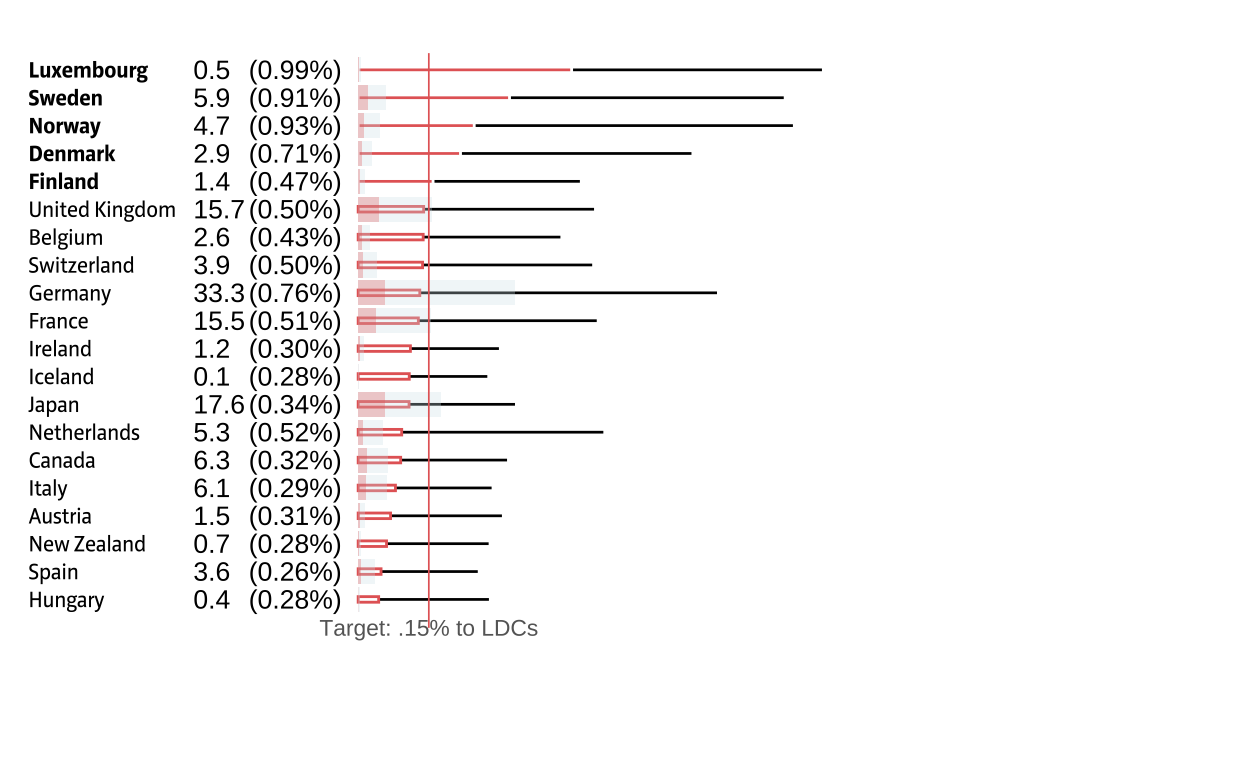 Luxembourg 0.5 (0.99%)
Sweden 5.9 (0.91%)
Norway 4.7 (0.93%)
Denmark 2.9 (0.71%)
Finland 1.4 (0.47%)
United Kingdom 15.7 (0.50%)
Belgium 2.6 (0.43%)
Switzerland 3.9 (0.50%)
Germany 33.3 (0.76%)
France 15.5 (0.51%)
Ireland 1.2 (0.30%)
Iceland 0.1 (0.28%)
Japan 17.6 (0.34%)
Netherlands 5.3 (0.52%)
Canada 6.3 (0.32%)
Italy 6.1 (0.29%)
Austria 1.5 (0.31%)
New Zealand 0.7 (0.28%)
Spain 3.6 (0.26%)
Hungary 0.4 (0.28%)
Target: .15% to LDCs